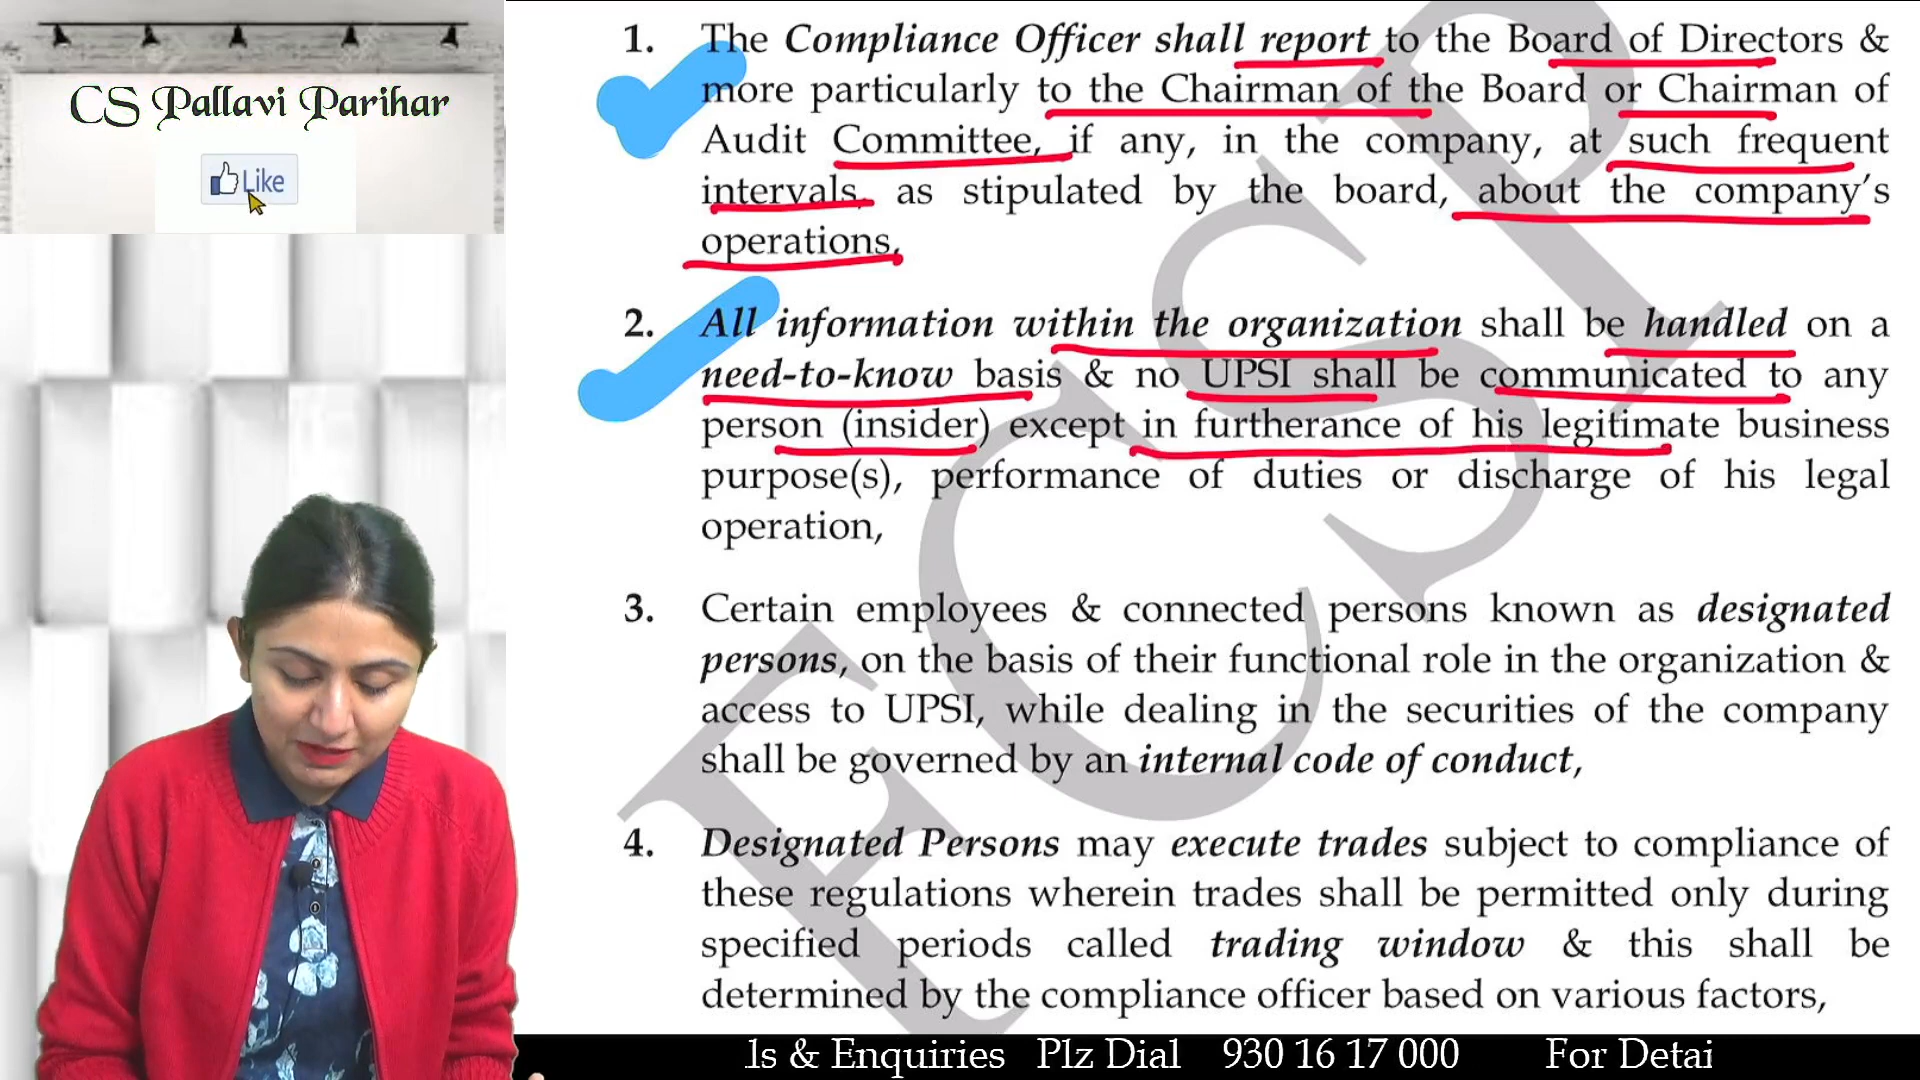 CS Pallavi Parihar
Like
1. The Compliance Officer shall report to the Board of Directors &
more particularly to the Chairman of the Board or Chairman of
Audit Committee, if any, in the company, at such frequent
intervals, as stipulated by the board, about the company's
operations,
2. All information within the organization shall be handled on a
need-to-know basis & no UPSI shall be communicated to any
person (insider) except in furtherance of his legitimate business
purpose(s), performance of duties or discharge of his legal
operation,
3. Certain employees & connected persons known as designated
persons, on the basis of their functional role in the organization &
access to UPSI, while dealing in the securities of the company
shall be governed by an internal code of conduct,
4. Designated Persons may execute trades subject to compliance of
these regulations wherein trades shall be permitted only during
specified periods called trading window & this shall be
determined by the compliance officer based on various factors,
FCSP
ls & Enquiries Plz Dial 930 16 17 000 For Detai